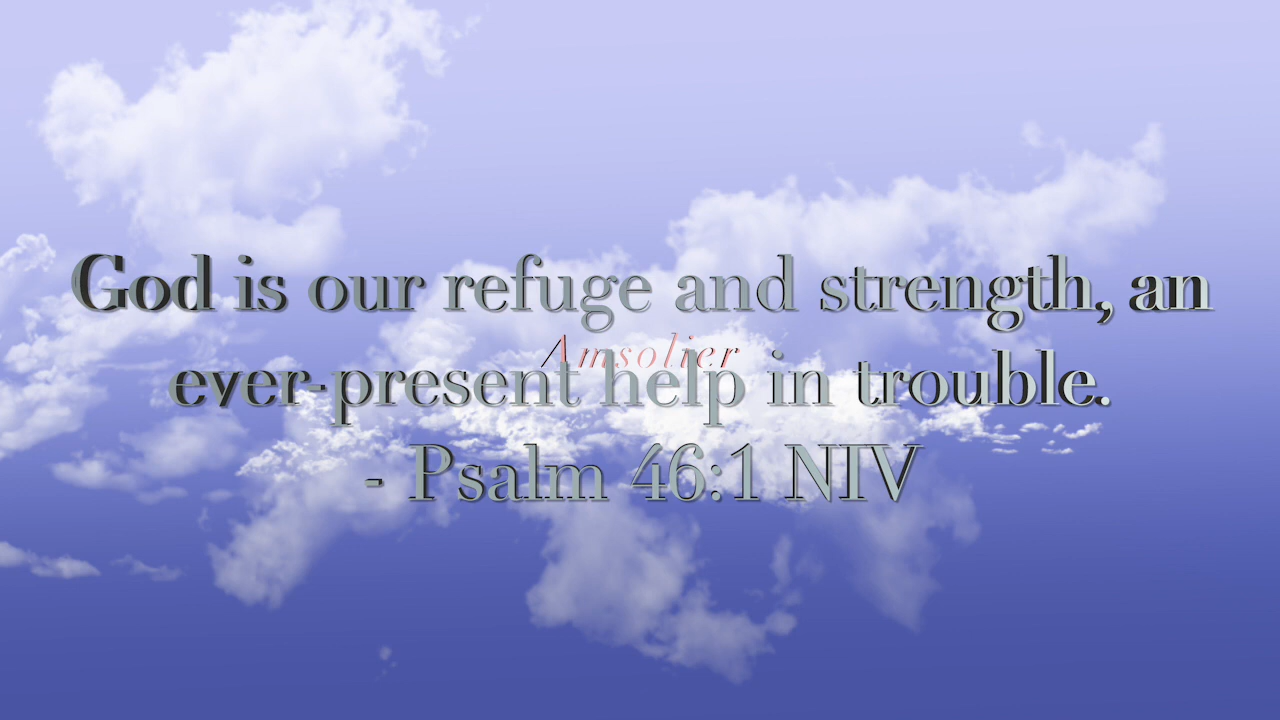 God is our refuge and strength, an
Amsolier
ever-present help in trouble.
- Psalm 46:1 NIV